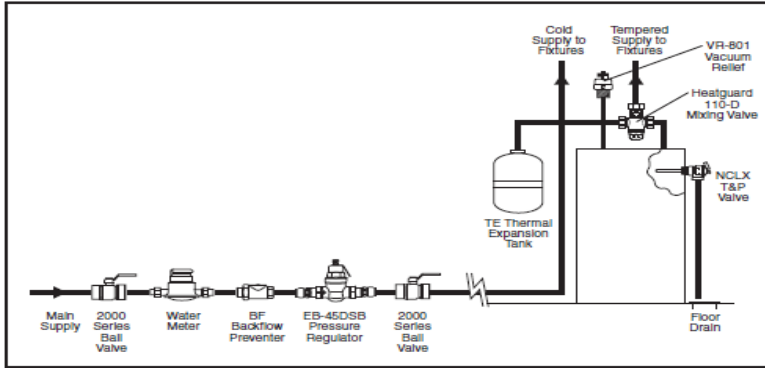 Cold
Supply to
Fixtures
Tempered
Supply to
Fixtures
VR-801
Vacuum
Relief
Heatguard
110-D
Mixing Valve
NCLX
T&P
Valve
TE Thermal
Expansion
Tank
Main
Supply
2000
Series
Ball
Valve
Water
Meter
BF
Backflow
Preventer
EB-45DSB
Pressure
Regulator
2000
Series
Ball
Valve
Floor
Drain